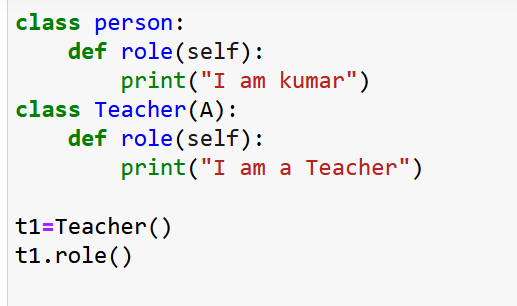 class person:
    def role(self):
        print("I am kumar")
class Teacher(A):
    def role(self):
        print("I am a Teacher")

t1=Teacher()
t1.role()